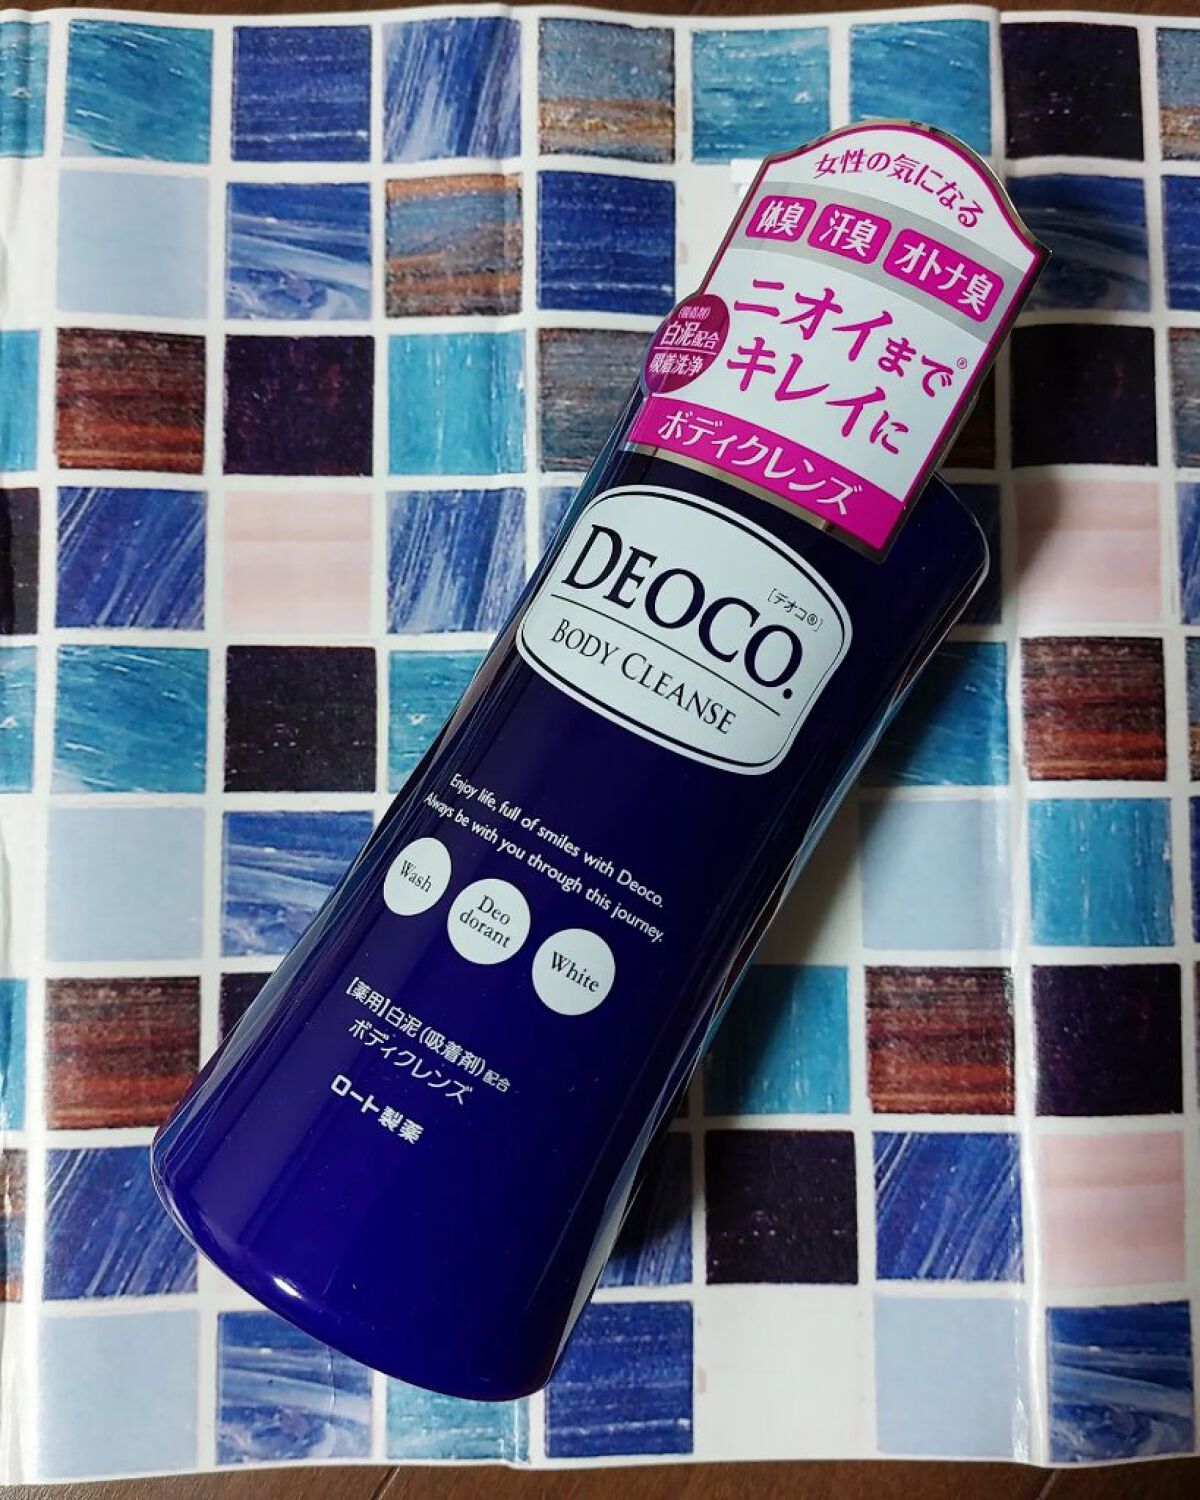 女性の気になる
体臭 汗臭 オトナ臭
ニオイまで®
キレイに
(吸着剤)
白泥配合
吸着洗浄
ボディクレンズ
DEOCO.
[デオコ®]
BODY CLEANSE
Enjoy life, full of smiles with Deoco.
Always be with you through this journey.
Wash
Deo
dorant
White
【薬用】白泥(吸着剤)配合
ボディクレンズ
ロート製薬